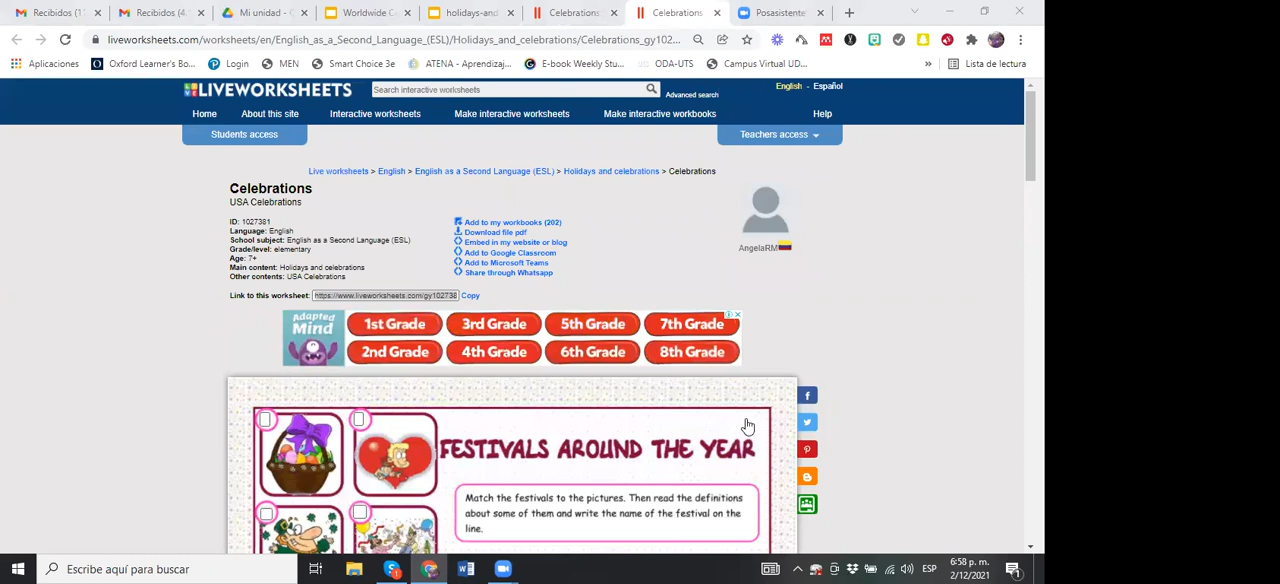 Recibidos (11
Recibidos (4.
Mi unidad - G
Worldwide C
holidays-and
Celebrations
Celebrations
Posasistente
liveworksheets.com/worksheets/en/English_as_a_Second_Language_(ESL)/Holidays_and_celebrations/Celebrations_gy102...
Aplicaciones
Oxford Learner's Bo...
Login
MEN
Smart Choice 3e
ATENA - Aprendizaj...
E-book Weekly Stu...
ODA-UTS
Campus Virtual UD...
»
Lista de lectura
LIVEWORKSHEETS
Search interactive worksheets
Advanced search
English - Español
Home
About this site
Interactive worksheets
Make interactive worksheets
Make interactive workbooks
Help
Students access
Teachers access
Live worksheets > English > English as a Second Language (ESL) > Holidays and celebrations > Celebrations
Celebrations
USA Celebrations
ID: 1027381
Language: English
School subject: English as a Second Language (ESL)
Grade/level: elementary
Age: 7+
Main content: Holidays and celebrations
Other contents: USA Celebrations
Add to my workbooks (202)
Download file pdf
Embed in my website or blog
Add to Google Classroom
Add to Microsoft Teams
Share through Whatsapp
AngelaRM
Link to this worksheet: https://www.liveworksheets.com/gy102738 Copy
Adapted Mind
1st Grade
3rd Grade
5th Grade
7th Grade
2nd Grade
4th Grade
6th Grade
8th Grade
FESTIVALS AROUND THE YEAR
Match the festivals to the pictures. Then read the definitions
about some of them and write the name of the festival on the
line.
Escribe aquí para buscar
ESP
6:58 p. m.
2/12/2021